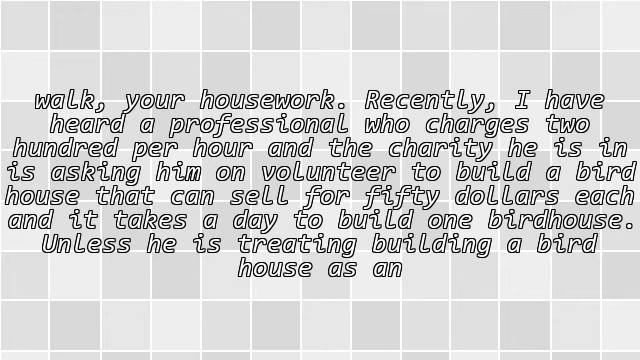 walk, your housework. Recently, I have
heard a professional who charges two
hundred per hour and the charity he is in
is asking him on volunteer to build a bird
house that can sell for fifty dollars each
and it takes a day to build one birdhouse.
Unless he is treating building a bird
house as an